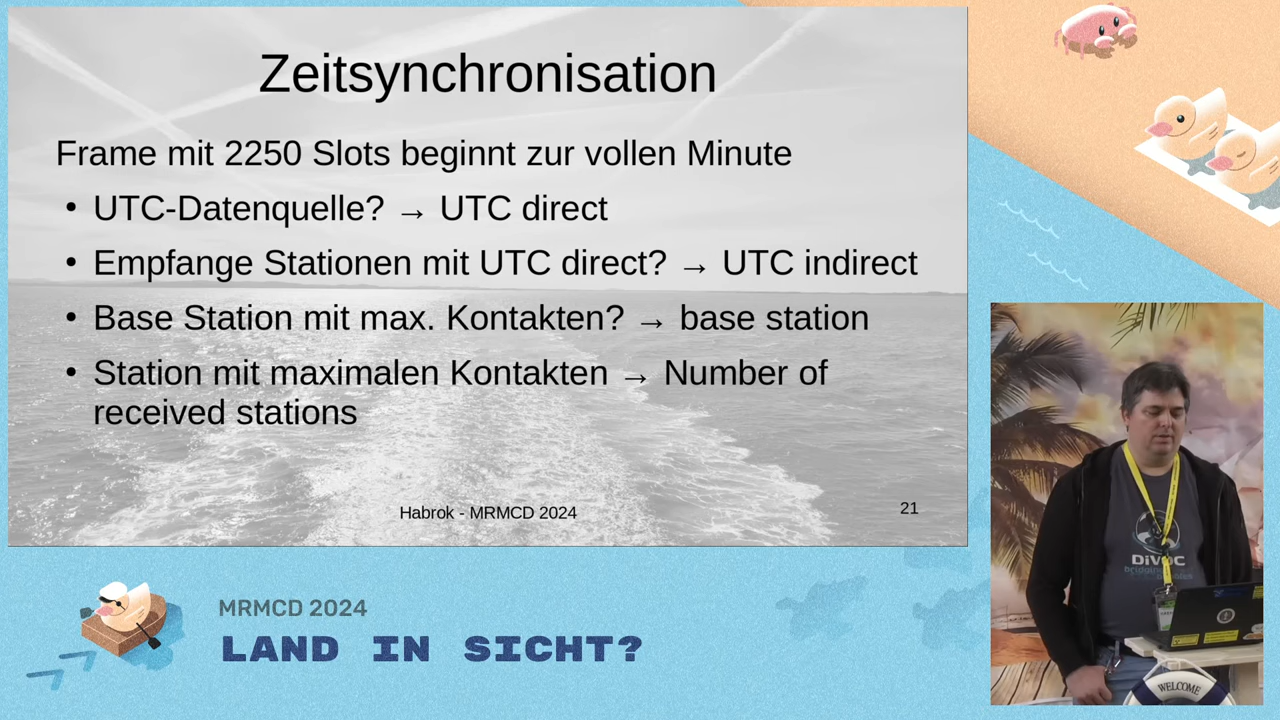 Zeitsynchronisation
Frame mit 2250 Slots beginnt zur vollen Minute
• UTC-Datenquelle? → UTC direct
• Empfange Stationen mit UTC direct? → UTC indirect
• Base Station mit max. Kontakten? → base station
• Station mit maximalen Kontakten → Number of
received stations
Habrok - MRMCD 2024
21
DiVOC
MRMCD 2024
LAND IN SICHT?
WELCOME